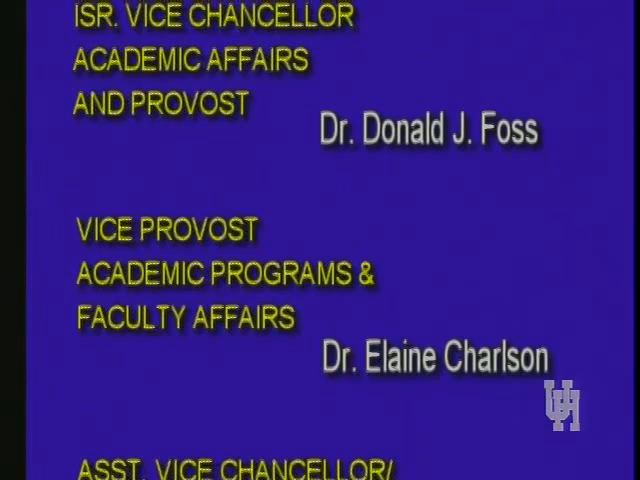 ISR. VICE CHANCELLOR
ACADEMIC AFFAIRS
AND PROVOST
Dr. Donald J. Foss
VICE PROVOST
ACADEMIC PROGRAMS &
FACULTY AFFAIRS
Dr. Elaine Charlson
UH
ASST. VICE CHANCELLOR/